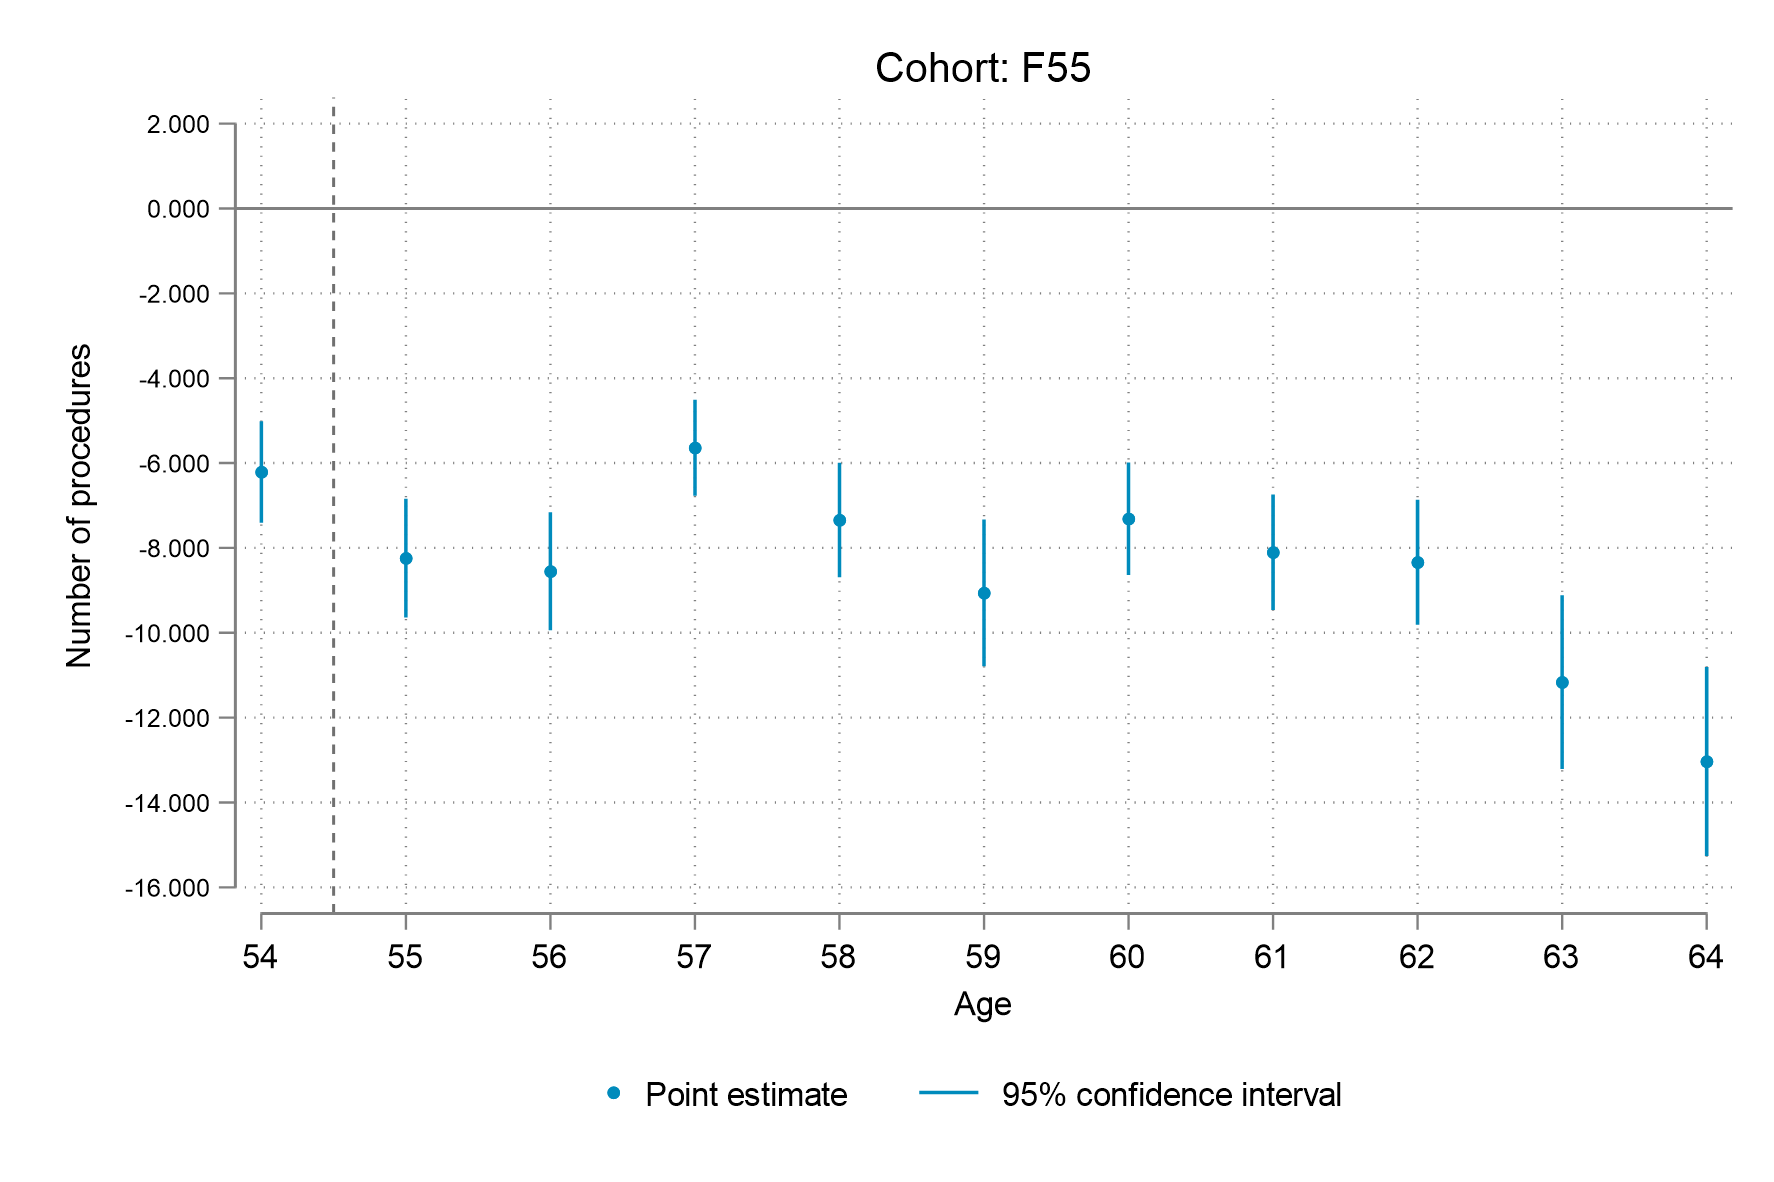 Cohort: F55
Number of procedures
2.000
0.000
-2.000
-4.000
-6.000
-8.000
-10.000
-12.000
-14.000
-16.000
54 55 56 57 58 59 60 61 62 63 64
Age
Point estimate 95% confidence interval